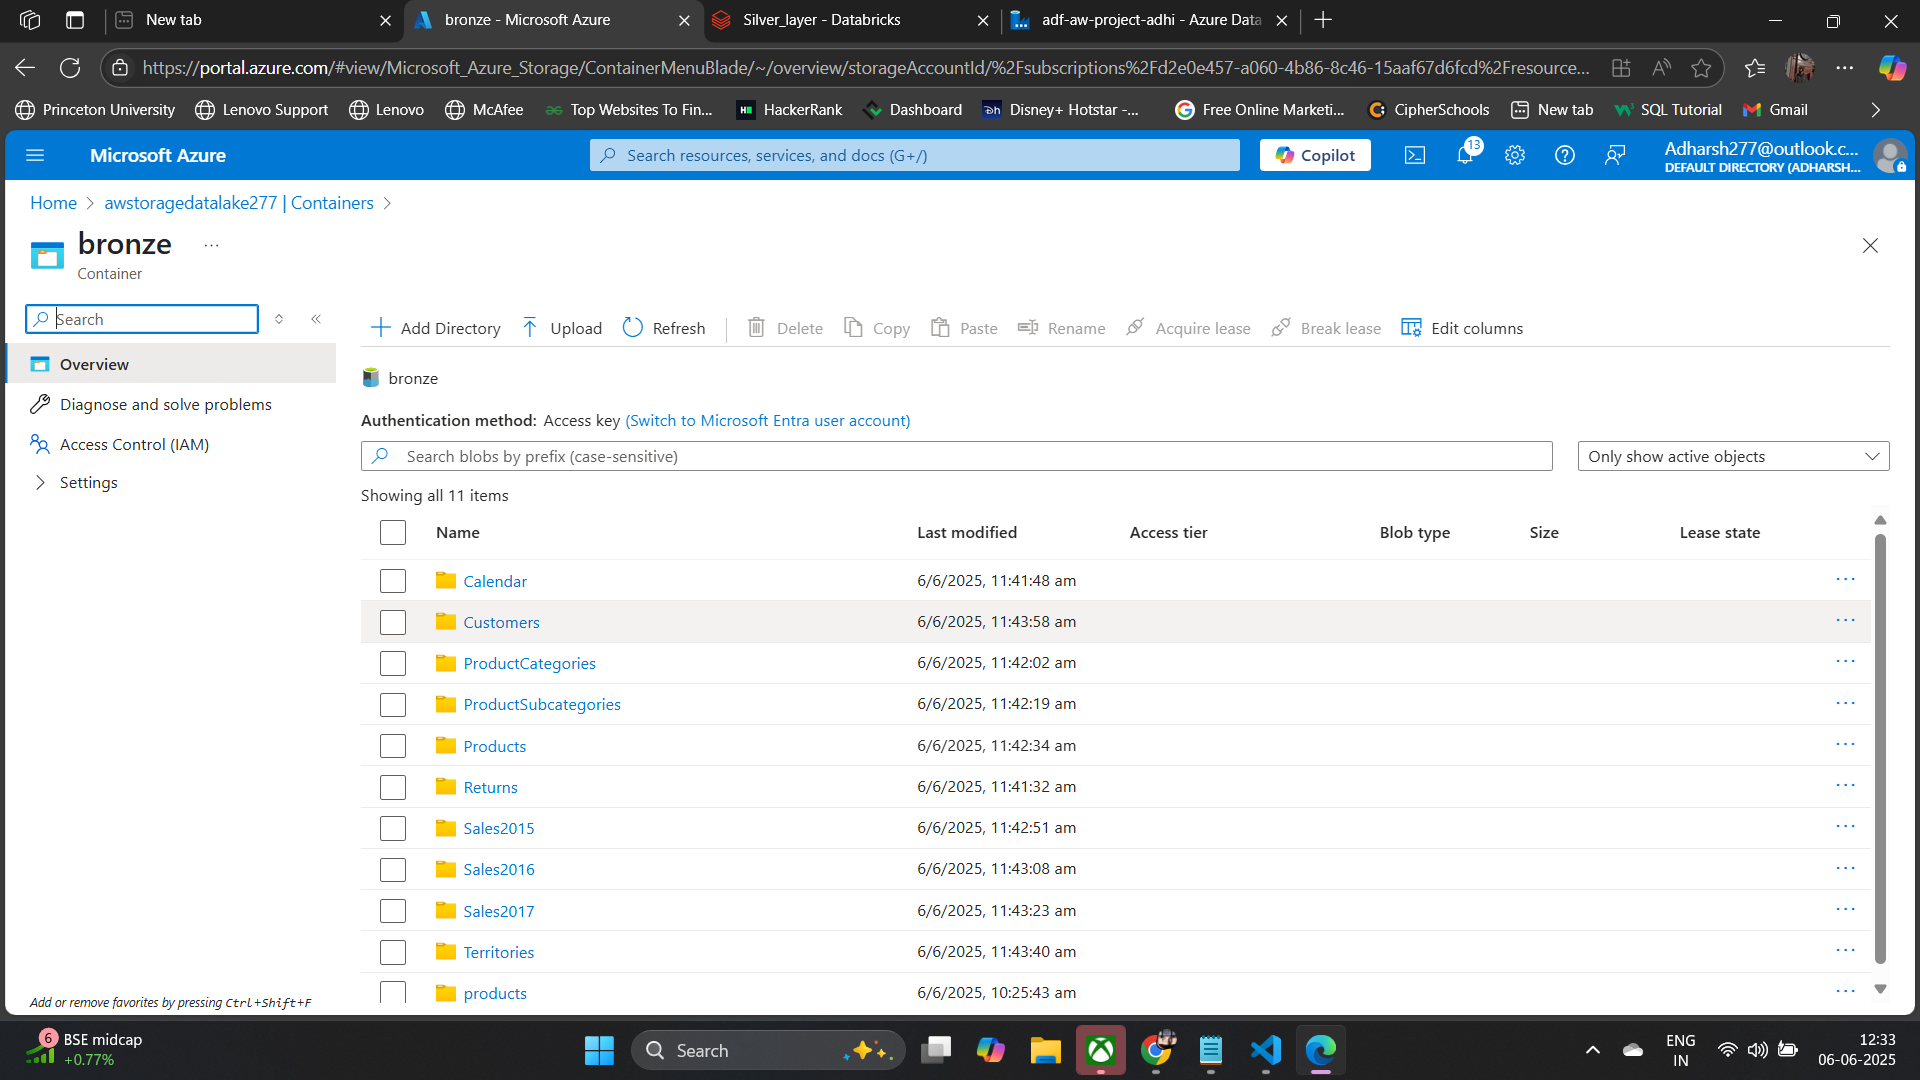 New tab
bronze - Microsoft Azure
Silver_layer - Databricks
adf-aw-project-adhi - Azure Data
https://portal.azure.com/#view/Microsoft_Azure_Storage/ContainerMenuBlade/~/overview/storageAccountId/%2Fsubscriptions%2Fd2e0e457-a060-4b86-8c46-15aaf67d6fcd%2Fresource...
Princeton University
Lenovo Support
Lenovo
McAfee
Top Websites To Fin...
HackerRank
Dashboard
Disney+ Hotstar -...
Free Online Marketi...
CipherSchools
New tab
SQL Tutorial
Gmail
Microsoft Azure
Search resources, services, and docs (G+/)
Copilot
13
Adharsh277@outlook.c...
DEFAULT DIRECTORY (ADHARSH...
Home > awstoragedatalake277 | Containers >
bronze ...
Container
Search
Overview
Diagnose and solve problems
Access Control (IAM)
Settings
Add or remove favorites by pressing Ctrl+Shift+F
Add Directory Upload Refresh Delete Copy Paste Rename Acquire lease Break lease Edit columns
bronze
Authentication method: Access key (Switch to Microsoft Entra user account)
Search blobs by prefix (case-sensitive)
Only show active objects
Showing all 11 items
Name Last modified Access tier Blob type Size Lease state
Calendar 6/6/2025, 11:41:48 am ...
Customers 6/6/2025, 11:43:58 am ...
ProductCategories 6/6/2025, 11:42:02 am ...
ProductSubcategories 6/6/2025, 11:42:19 am ...
Products 6/6/2025, 11:42:34 am ...
Returns 6/6/2025, 11:41:32 am ...
Sales2015 6/6/2025, 11:42:51 am ...
Sales2016 6/6/2025, 11:43:08 am ...
Sales2017 6/6/2025, 11:43:23 am ...
Territories 6/6/2025, 11:43:40 am ...
products 6/6/2025, 10:25:43 am ...
6
BSE midcap
+0.77%
Search
ENG
IN
12:33
06-06-2025